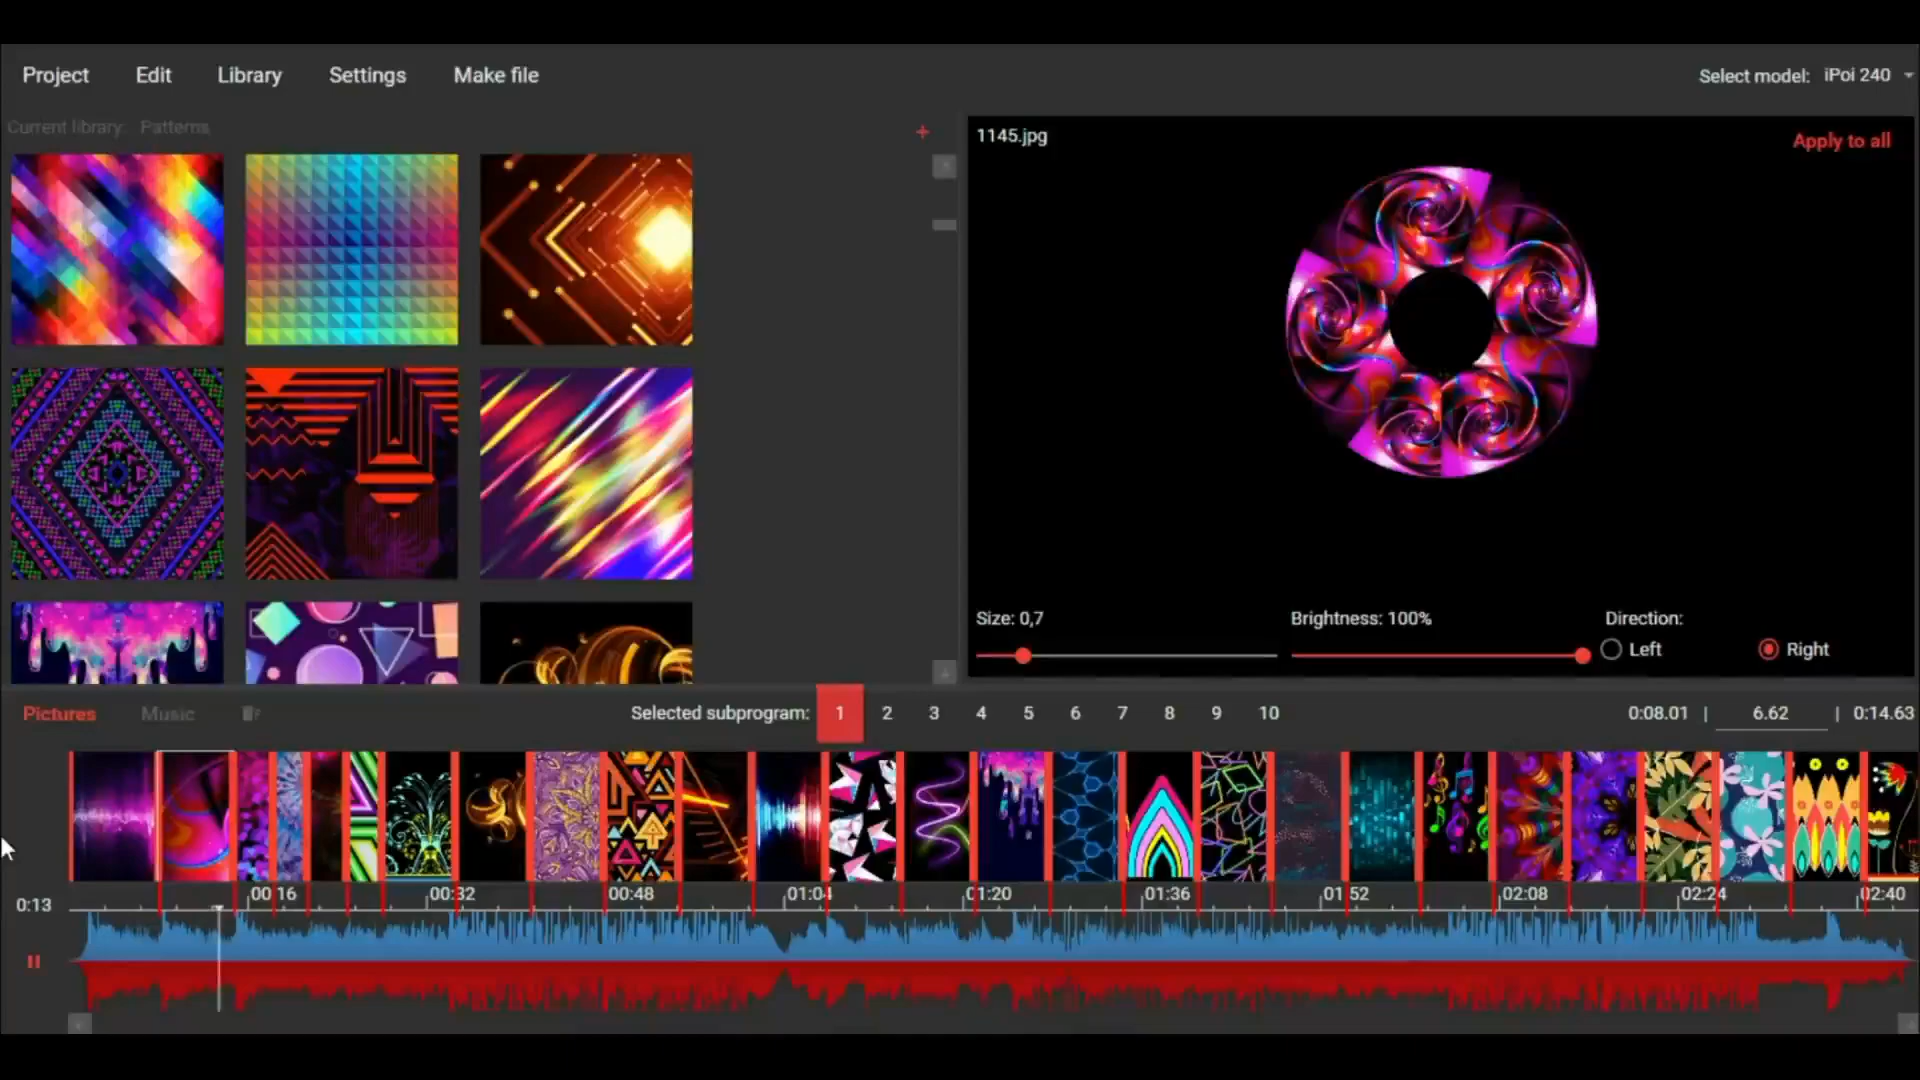 Project Edit Library Settings Make file Select model: iPoi 240
Current library: Patterns
1145.jpg Apply to all
Size: 0,7 Brightness: 100% Direction:
Left Right
Pictures Music Selected subprogram: 1 2 3 4 5 6 7 8 9 10 0:08.01 | 6.62 | 0:14.63
0:13 00:16 00:32 00:48 01:04 01:20 01:36 01:52 02:08 02:24 02:40